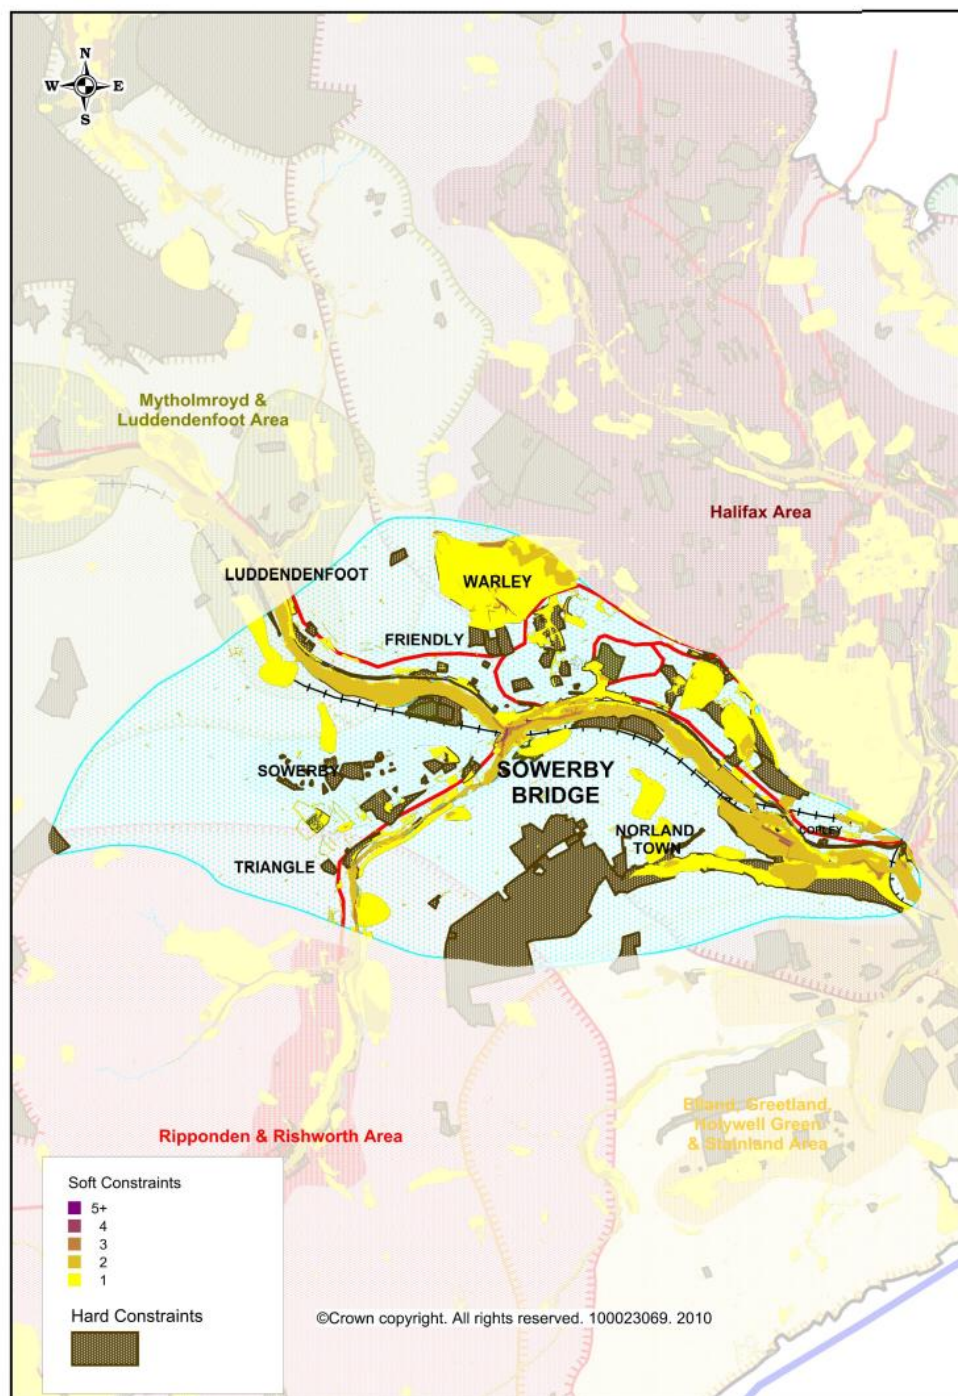 N
W E
S
Mytholmroyd &
Luddendenfoot Area
Halifax Area
LUDDENDENFOOT
WARLEY
FRIENDLY
SOWERBY
SOWERBY
BRIDGE
NORLAND
TOWN
COPLEY
TRIANGLE
Elland, Greetland,
Holywell Green
& Stainland Area
Ripponden & Rishworth Area
Soft Constraints
5+
4
3
2
1
Hard Constraints
©Crown copyright. All rights reserved. 100023069. 2010